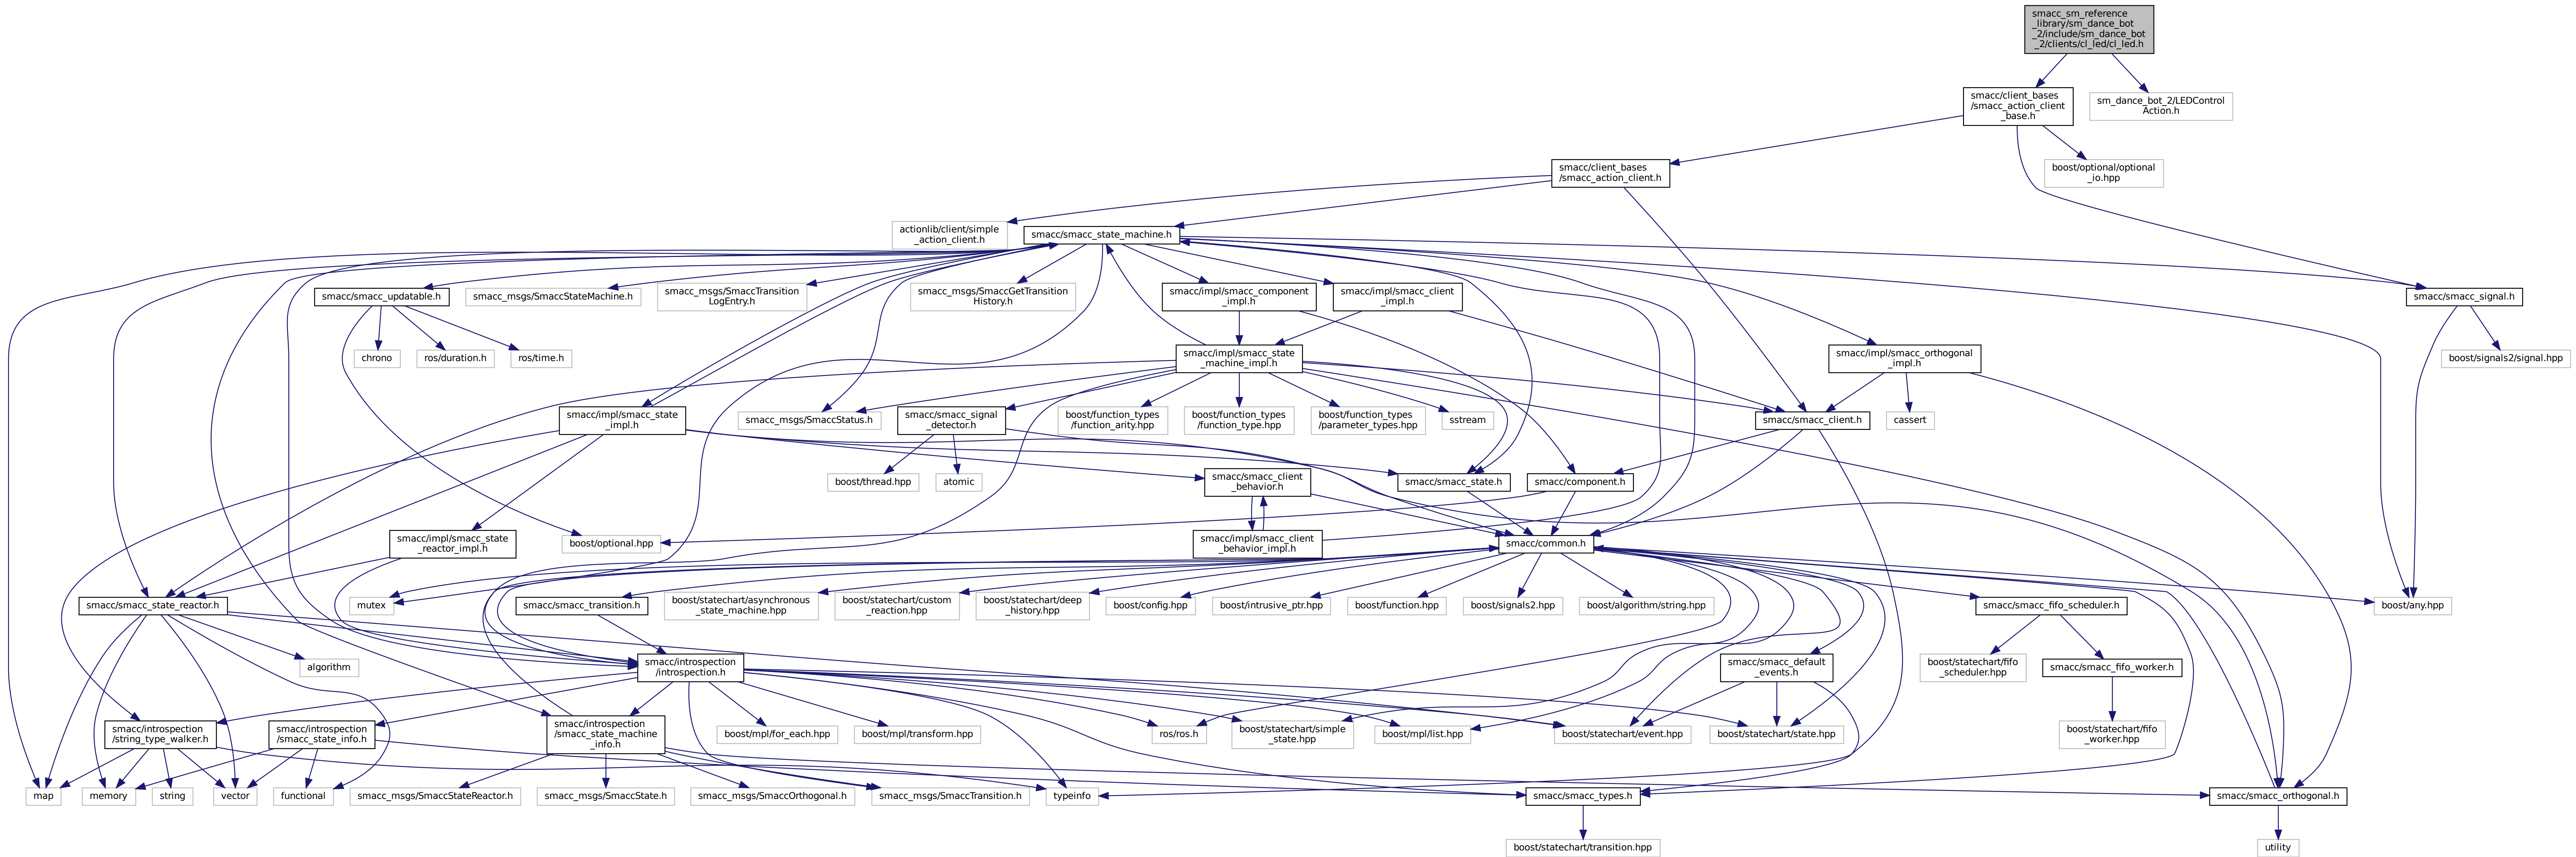 smacc_sm_reference
_library/sm_dance_bot
_2/include/sm_dance_bot
_2/clients/cl_led/cl_led.h
smacc/client_bases
/smacc_action_client
_base.h
sm_dance_bot_2/LEDControl
Action.h
smacc/client_bases
/smacc_action_client.h
boost/optional/optional
_io.hpp
actionlib/client/simple
_action_client.h
smacc/smacc_state_machine.h
smacc/smacc_updatable.h
smacc_msgs/SmaccStateMachine.h
smacc_msgs/SmaccTransition
LogEntry.h
smacc_msgs/SmaccGetTransition
History.h
smacc/impl/smacc_component
_impl.h
smacc/impl/smacc_client
_impl.h
smacc/smacc_signal.h
chrono
ros/duration.h
ros/time.h
smacc/impl/smacc_state
_machine_impl.h
smacc/impl/smacc_orthogonal
_impl.h
boost/signals2/signal.hpp
smacc/impl/smacc_state
_impl.h
smacc_msgs/SmaccStatus.h
smacc/smacc_signal
_detector.h
boost/function_types
/function_arity.hpp
boost/function_types
/function_type.hpp
boost/function_types
/parameter_types.hpp
sstream
smacc/smacc_client.h
cassert
boost/thread.hpp
atomic
smacc/smacc_client
_behavior.h
smacc/smacc_state.h
smacc/component.h
smacc/impl/smacc_state
_reactor_impl.h
boost/optional.hpp
smacc/impl/smacc_client
_behavior_impl.h
smacc/common.h
smacc/smacc_state_reactor.h
mutex
smacc/smacc_transition.h
boost/statechart/asynchronous
_state_machine.hpp
boost/statechart/custom
_reaction.hpp
boost/statechart/deep
_history.hpp
boost/config.hpp
boost/intrusive_ptr.hpp
boost/function.hpp
boost/signals2.hpp
boost/algorithm/string.hpp
smacc/smacc_fifo_scheduler.h
boost/any.hpp
algorithm
smacc/introspection
/introspection.h
smacc/smacc_default
_events.h
boost/statechart/fifo
_scheduler.hpp
smacc/smacc_fifo_worker.h
smacc/introspection
/string_type_walker.h
smacc/introspection
/smacc_state_info.h
smacc/introspection
/smacc_state_machine
_info.h
boost/mpl/for_each.hpp
boost/mpl/transform.hpp
ros/ros.h
boost/statechart/simple
_state.hpp
boost/mpl/list.hpp
boost/statechart/event.hpp
boost/statechart/state.hpp
boost/statechart/fifo
_worker.hpp
map
memory
string
vector
functional
smacc_msgs/SmaccStateReactor.h
smacc_msgs/SmaccState.h
smacc_msgs/SmaccOrthogonal.h
smacc_msgs/SmaccTransition.h
typeinfo
smacc/smacc_types.h
smacc/smacc_orthogonal.h
boost/statechart/transition.hpp
utility